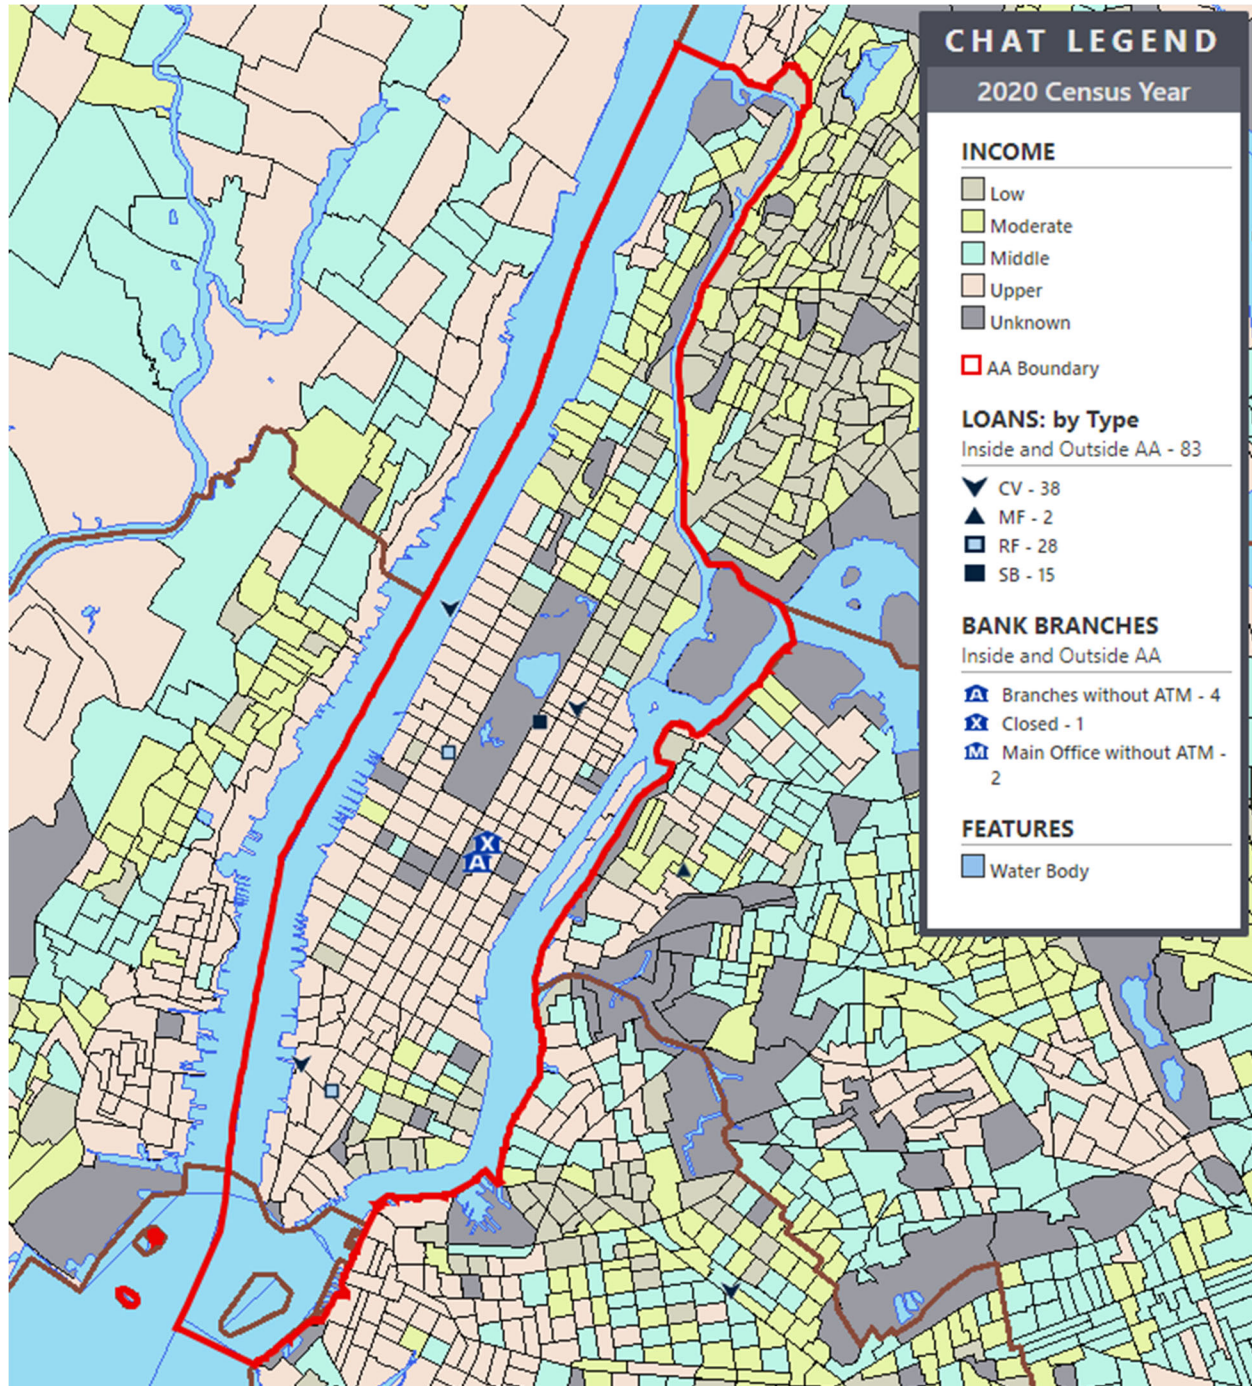 CHAT LEGEND
2020 Census Year
INCOME
Low
Moderate
Middle
Upper
Unknown
AA Boundary
LOANS: by Type
Inside and Outside AA - 83
CV - 38
MF - 2
RF - 28
SB - 15
BANK BRANCHES
Inside and Outside AA
A Branches without ATM - 4
X Closed - 1
M Main Office without ATM -
2
FEATURES
Water Body
X
A